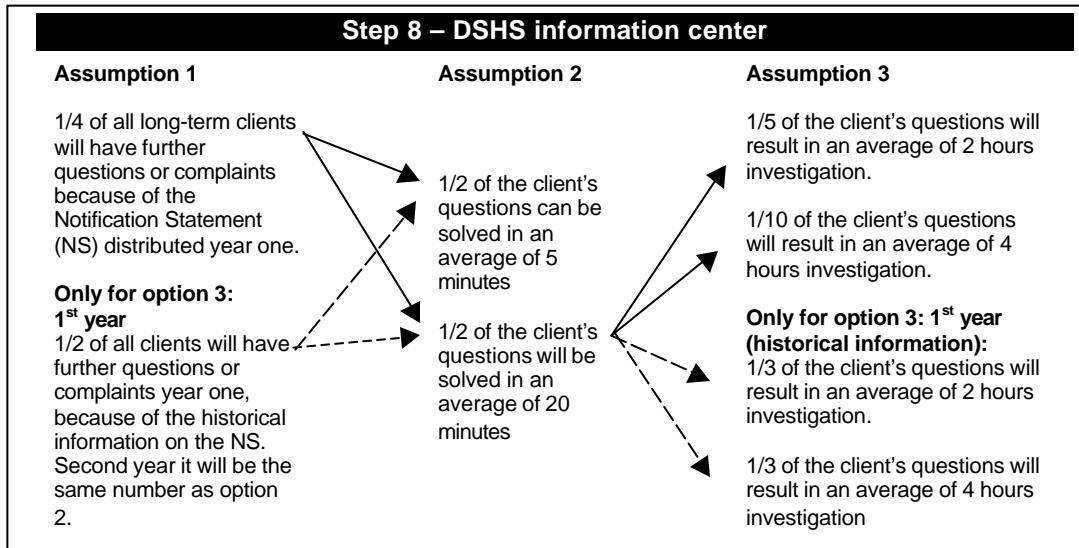 Step 8 – DSHS information center
Assumption 1
1/4 of all long-term clients
will have further
questions or complaints
because of the
Notification Statement
(NS) distributed year one.
Only for option 3:
1st year
1/2 of all clients will have
further questions or
complaints year one,
because of the historical
information on the NS.
Second year it will be the
same number as option
2.
Assumption 2
1/2 of the client's
questions can be
solved in an
average of 5
minutes
1/2 of the client's
questions will be
solved in an
average of 20
minutes
Assumption 3
1/5 of the client's questions will
result in an average of 2 hours
investigation.
1/10 of the client's questions
will result in an average of 4
hours investigation.
Only for option 3: 1st year
(historical information):
1/3 of the client's questions will
result in an average of 2 hours
investigation.
1/3 of the client's questions will
result in an average of 4 hours
investigation